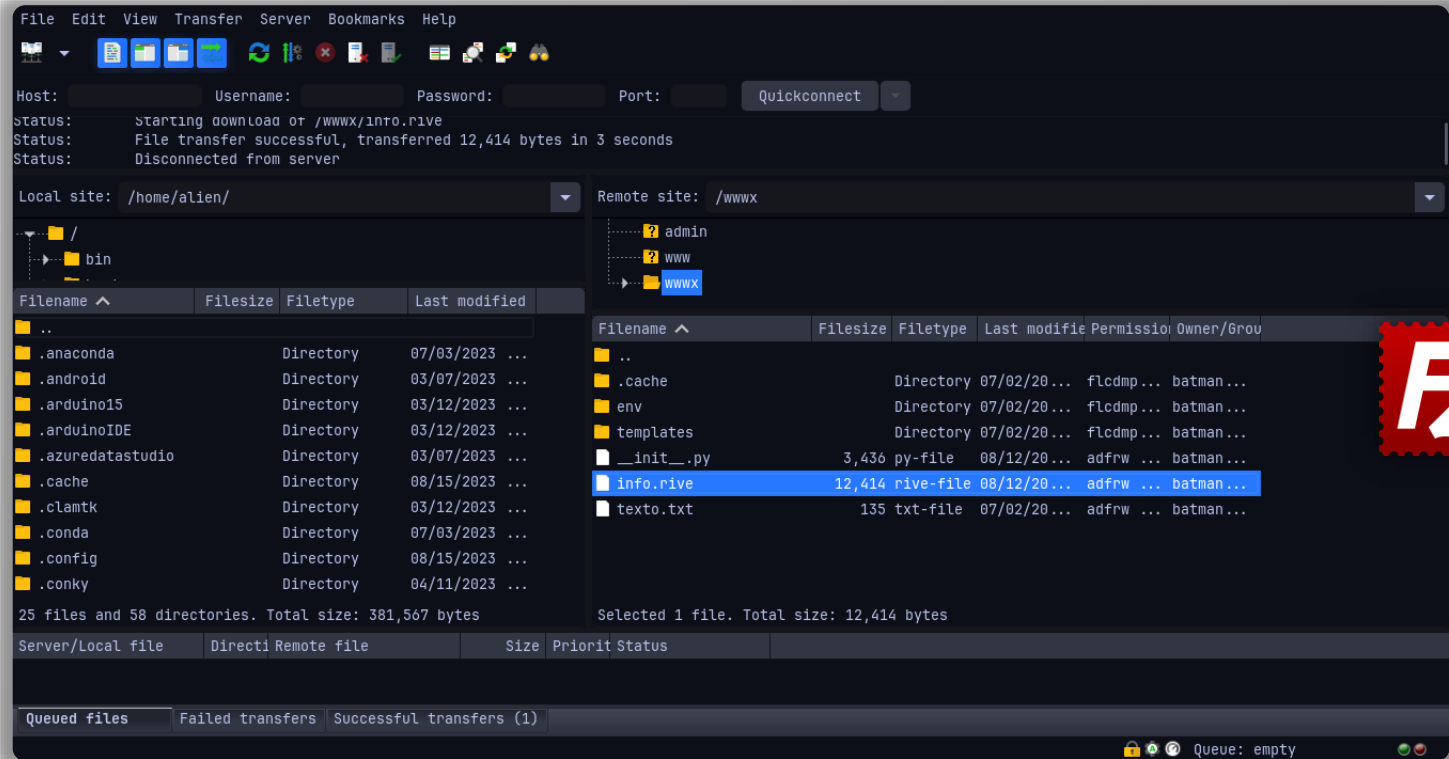 File Edit View Transfer Server Bookmarks Help
Host: Username: Password: Port: Quickconnect
Status: Starting download of /wwwx/info.rive
Status: File transfer successful, transferred 12,414 bytes in 3 seconds
Status: Disconnected from server
Local site: /home/alien/
/
bin
Filename Filesize Filetype Last modified
..
.anaconda Directory 07/03/2023 ...
.android Directory 03/07/2023 ...
.arduino15 Directory 03/12/2023 ...
.arduinoIDE Directory 03/12/2023 ...
.azuredatastudio Directory 03/07/2023 ...
.cache Directory 08/15/2023 ...
.clamtk Directory 03/12/2023 ...
.conda Directory 07/03/2023 ...
.config Directory 08/15/2023 ...
.conky Directory 04/11/2023 ...
25 files and 58 directories. Total size: 381,567 bytes
Remote site: /wwwx
admin
www
wwwx
Filename Filesize Filetype Last modifie Permissio Owner/Grou
..
.cache Directory 07/02/20... flcdmp... batman...
env Directory 07/02/20... flcdmp... batman...
templates Directory 07/02/20... flcdmp... batman...
__init__.py 3,436 py-file 08/12/20... adfrw ... batman...
info.rive 12,414 rive-file 08/12/20... adfrw ... batman...
texto.txt 135 txt-file 07/02/20... adfrw ... batman...
Selected 1 file. Total size: 12,414 bytes
Server/Local file Directi Remote file Size Priorit Status
Queued files Failed transfers Successful transfers (1)
Queue: empty